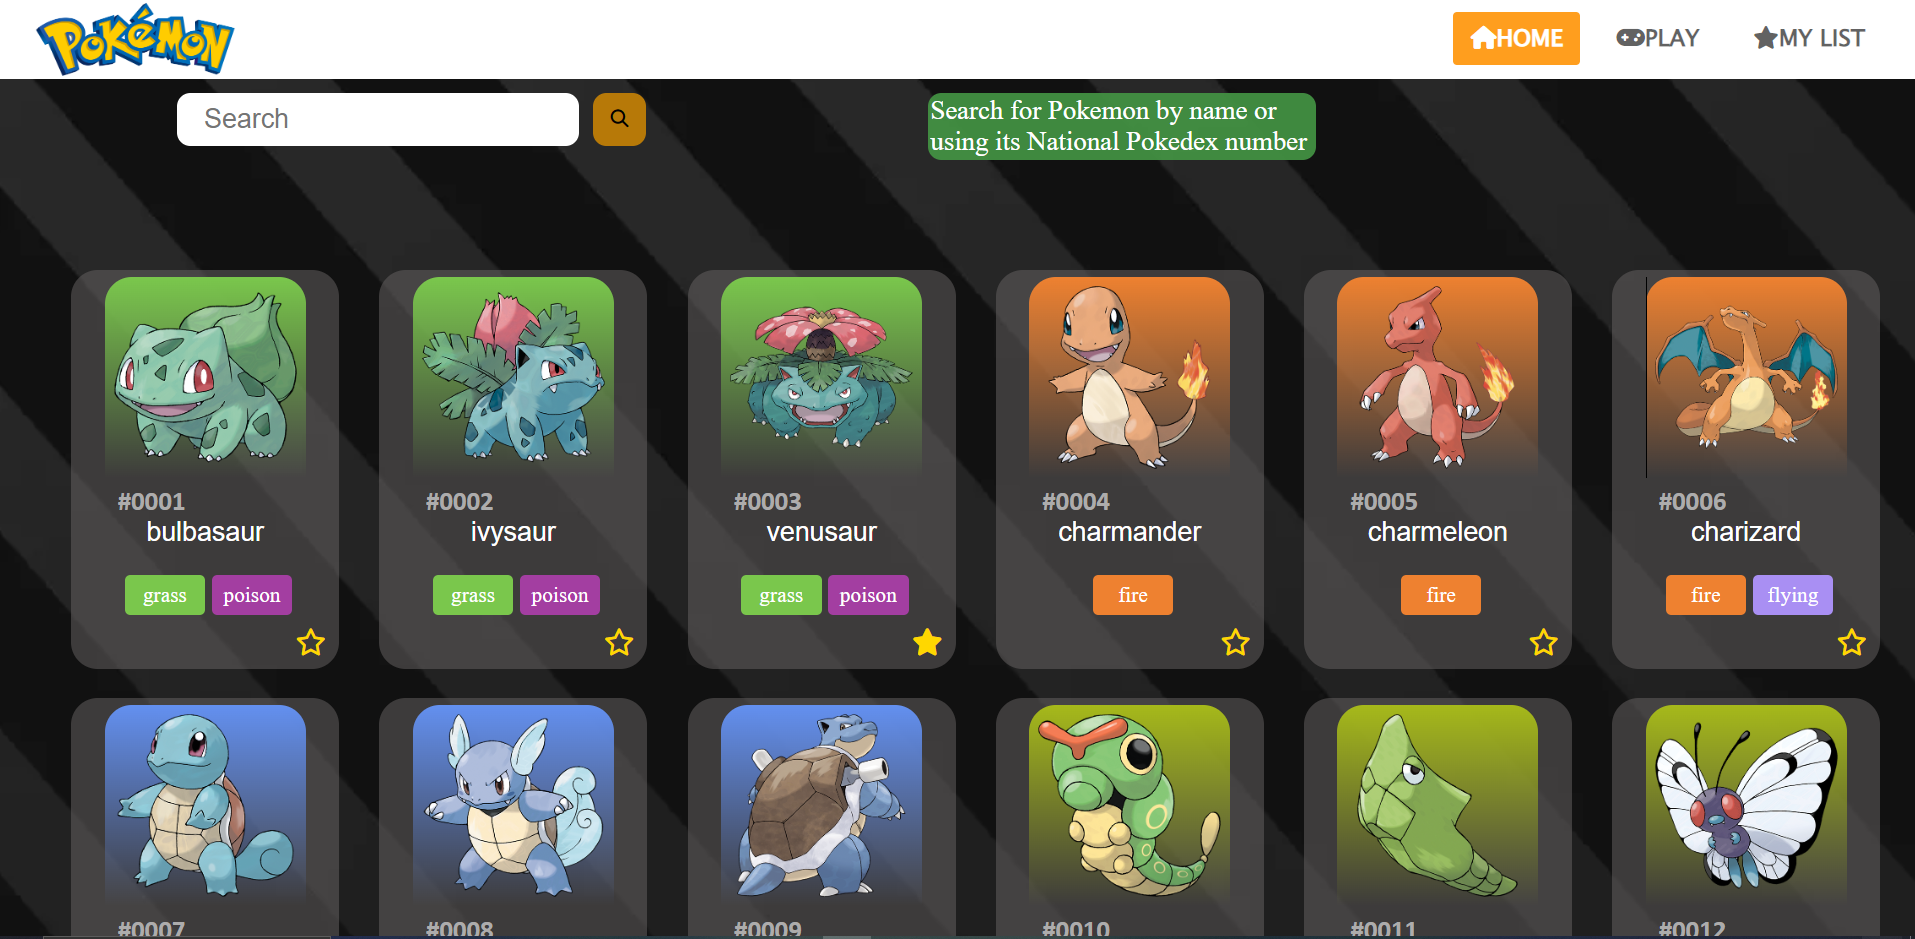 POKéMON
HOME
PLAY
MY LIST
Search
Search for Pokemon by name or
using its National Pokedex number
#0001
bulbasaur
grass poison
#0002
ivysaur
grass poison
#0003
venusaur
grass poison
#0004
charmander
fire
#0005
charmeleon
fire
#0006
charizard
fire flying
#0007
#0008
#0009
#0010
#0011
#0012